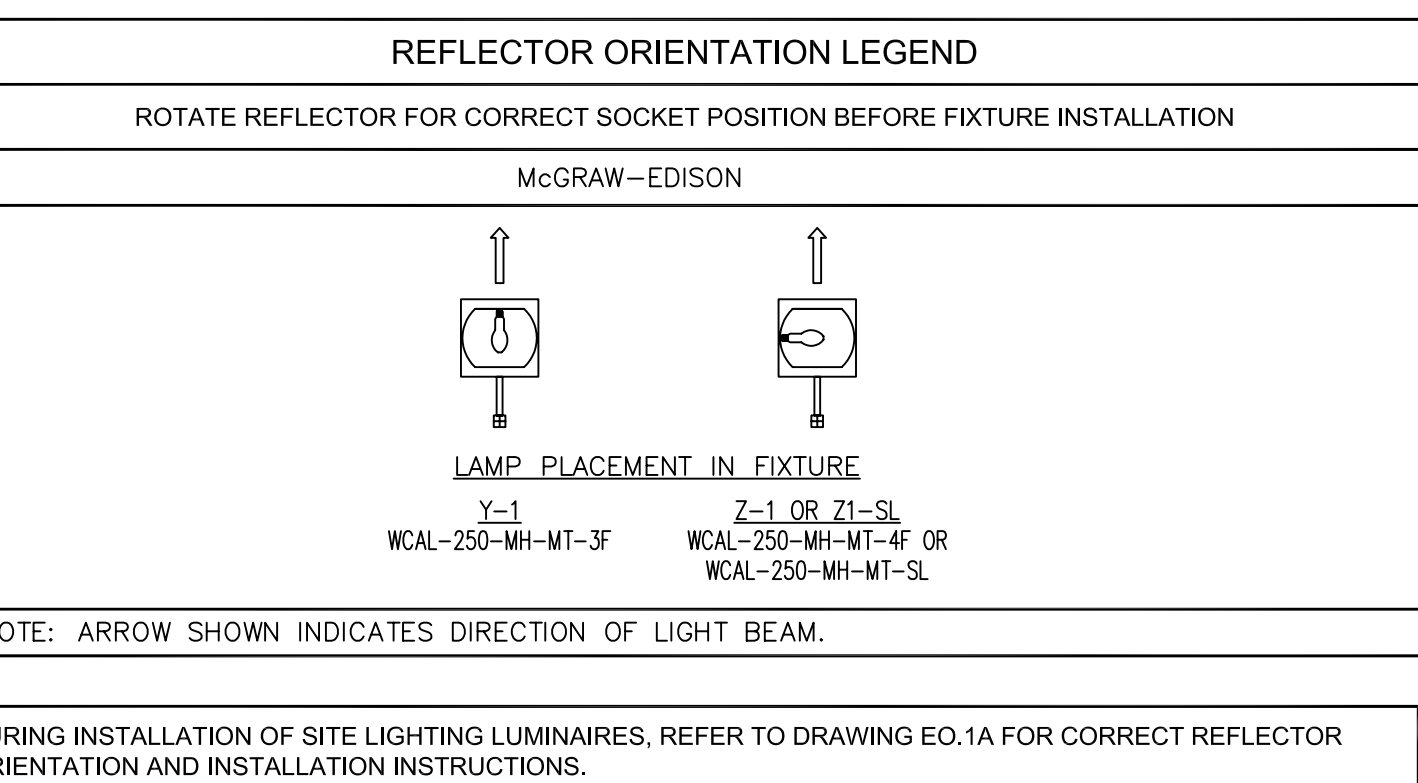 REFLECTOR ORIENTATION LEGEND
ROTATE REFLECTOR FOR CORRECT SOCKET POSITION BEFORE FIXTURE INSTALLATION
McGRAW-EDISON
LAMP PLACEMENT IN FIXTURE
Y-1
WCAL-250-MH-MT-3F
Z-1 OR Z1-SL
WCAL-250-MH-MT-4F OR
WCAL-250-MH-MT-SL
OTE: ARROW SHOWN INDICATES DIRECTION OF LIGHT BEAM.
URING INSTALLATION OF SITE LIGHTING LUMINAIRES, REFER TO DRAWING EO.1A FOR CORRECT REFLECTOR
RIENTATION AND INSTALLATION INSTRUCTIONS.